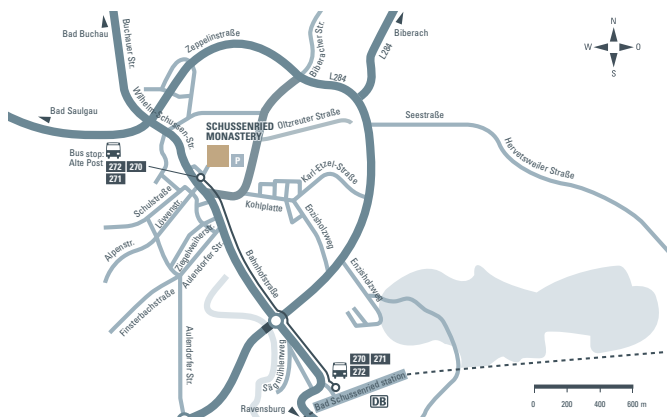 Bad Buchau
Buchauer Str.
Zeppelinstraße
Biberacher Str.
L284
L284
Biberach
N
W
O
S
Bad Saulgau
Wilhelm-Schussen-Str.
SCHUSSENRIED
MONASTERY
P
Oltzreuter Straße
Seestraße
Hervetsweiler Straße
Bus stop:
Alte Post
272 270
271
Karl-Etzel-Straße
Kohlplatte
Schulstraße
Löwenstr.
Alpenstr.
Ziegelweiherstr.
Aulendorfer Str.
Enzisholzweg
Enzisholzweg
Bahnhofstraße
Finsterbachstraße
Aulendorfer Str.
Sägmühlenweg
270 271
272
Bad Schussenried station
DB
Ravensburg
0 200 400 600 m